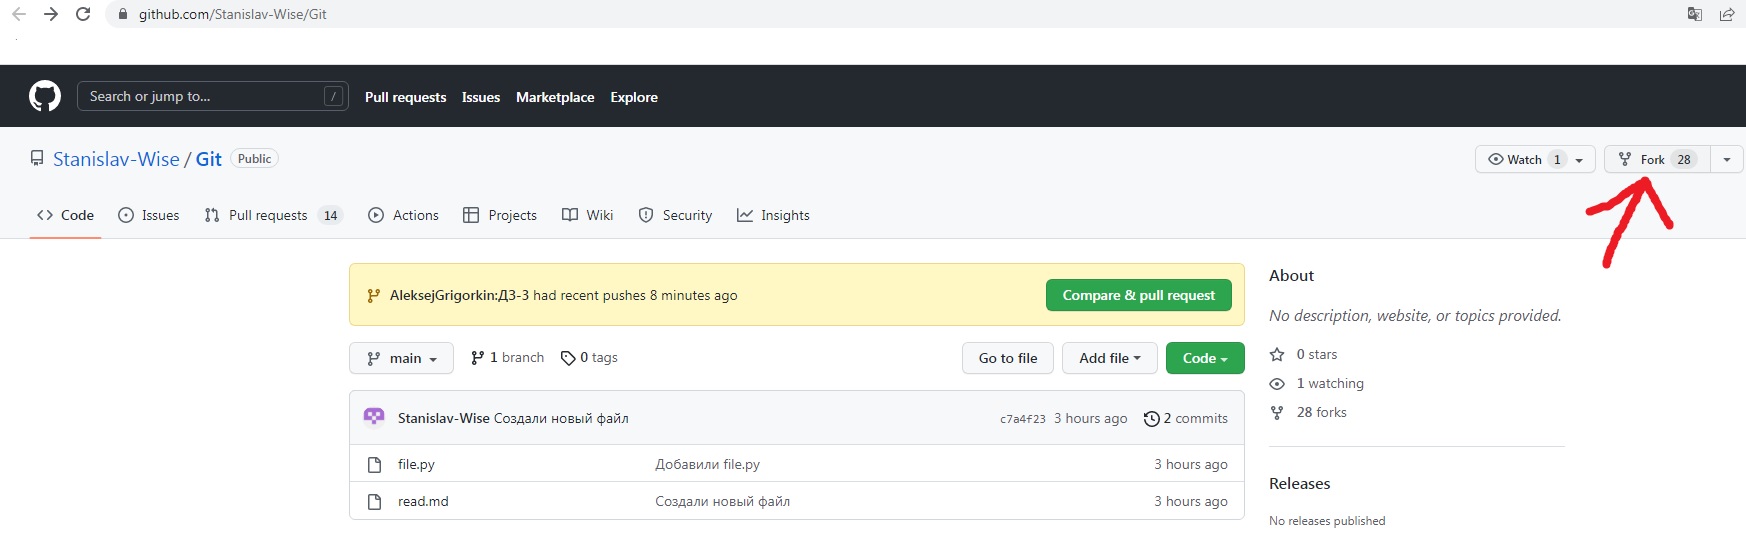 github.com/Stanislav-Wise/Git
Search or jump to... /
Pull requests Issues Marketplace Explore
Stanislav-Wise / Git Public
Watch 1 Fork 28
Code Issues Pull requests 14 Actions Projects Wiki Security Insights
AleksejGrigorkin:ДЗ-3 had recent pushes 8 minutes ago Compare & pull request
main 1 branch 0 tags Go to file Add file Code
Stanislav-Wise Создали новый файл c7a4f23 3 hours ago 2 commits
file.py Добавили file.py 3 hours ago
read.md Создали новый файл 3 hours ago
About
No description, website, or topics provided.
0 stars
1 watching
28 forks
Releases
No releases published